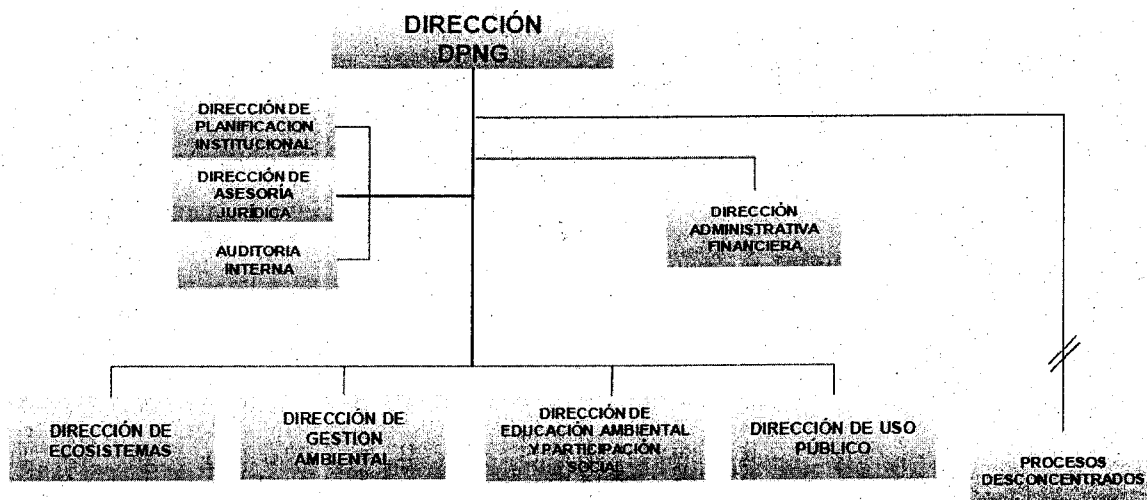 DIRECCIÓN
DPNG
DIRECCIÓN DE
PLANIFICACION
INSTITUCIONAL
DIRECCIÓN DE
ASESORÍA
JURÍDICA
AUDITORIA
INTERNA
DIRECCIÓN
ADMINISTRATIVA
FINANCIERA
DIRECCIÓN DE
ECOSISTEMAS
DIRECCIÓN DE
GESTION
AMBIENTAL
DIRECCIÓN DE
EDUCACIÓN AMBIENTAL
Y PARTICIPACIÓN
SOCIAL
DIRECCIÓN DE USO
PÚBLICO
PROCESOS
DESCONCENTRADOS